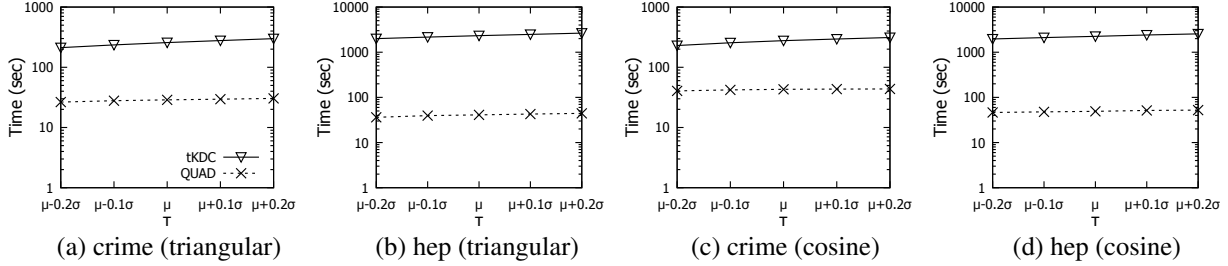 1000
100
10
1
Time (sec)
tKDC
QUAD
μ-0.2σ μ-0.1σ μ μ+0.1σ μ+0.2σ
T
(a) crime (triangular)
10000
1000
100
10
1
Time (sec)
μ-0.2σ μ-0.1σ μ μ+0.1σ μ+0.2σ
T
(b) hep (triangular)
1000
100
10
1
Time (sec)
μ-0.2σ μ-0.1σ μ μ+0.1σ μ+0.2σ
T
(c) crime (cosine)
10000
1000
100
10
1
Time (sec)
μ-0.2σ μ-0.1σ μ μ+0.1σ μ+0.2σ
T
(d) hep (cosine)